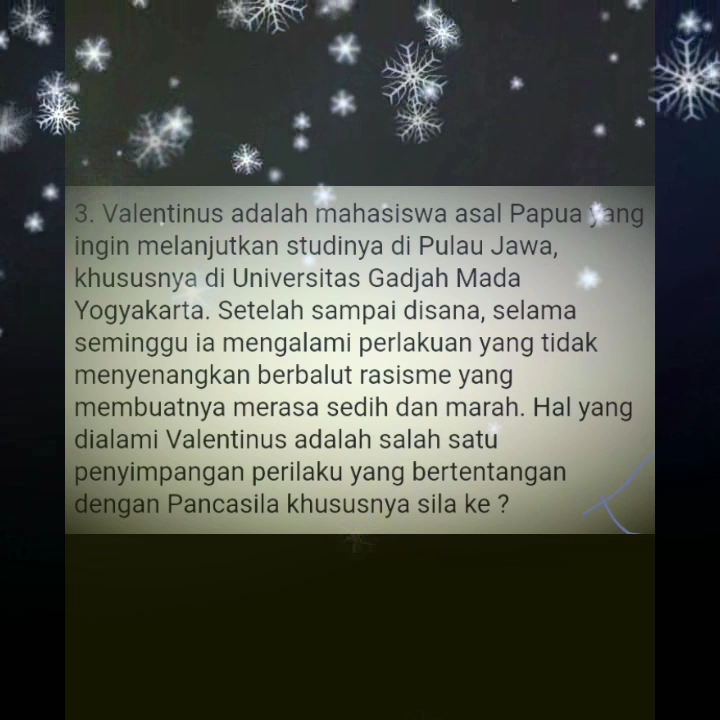 3. Valentinus adalah mahasiswa asal Papua yang
ingin melanjutkan studinya di Pulau Jawa,
khususnya di Universitas Gadjah Mada
Yogyakarta. Setelah sampai disana, selama
seminggu ia mengalami perlakuan yang tidak
menyenangkan berbalut rasisme yang
membuatnya merasa sedih dan marah. Hal yang
dialami Valentinus adalah salah satu
penyimpangan perilaku yang bertentangan
dengan Pancasila khususnya sila ke ?